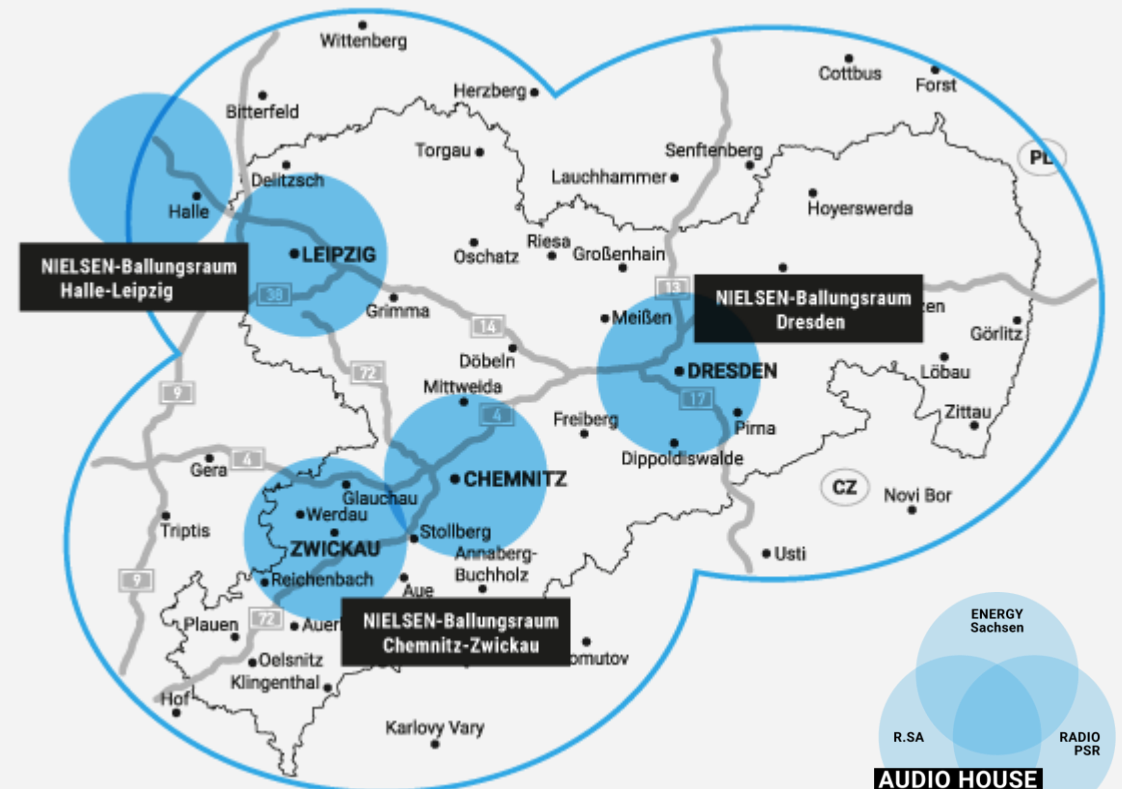 Wittenberg
Cottbus
Forst
Herzberg
Bitterfeld
Torgau
Senftenberg
PL
Delitzsch
Lauchhammer
Halle
Hoyerswerda
Riesa
LEIPZIG
Oschatz
Großenhain
NIELSEN-Ballungsraum
Halle-Leipzig
38
13
NIELSEN-Ballungsraum
Dresden
Grimma
zen
Meißen
14
Görlitz
Döbeln
72
DRESDEN
Löbau
Mittweida
9
17
4
Zittau
Freiberg
Pirna
Dippoldiswalde
4
Gera
CHEMNITZ
CZ
Glauchau
Novi Bor
Werdau
Triptis
Stollberg
ZWICKAU
Annaberg-
Buchholz
Usti
9
Reichenbach
Aue
72
NIELSEN-Ballungsraum
Chemnitz-Zwickau
Plauen
Auer
omutov
Oelsnitz
Klingenthal
Hof
Karlovy Vary
ENERGY
Sachsen
R.SA
RADIO
PSR
AUDIO HOUSE